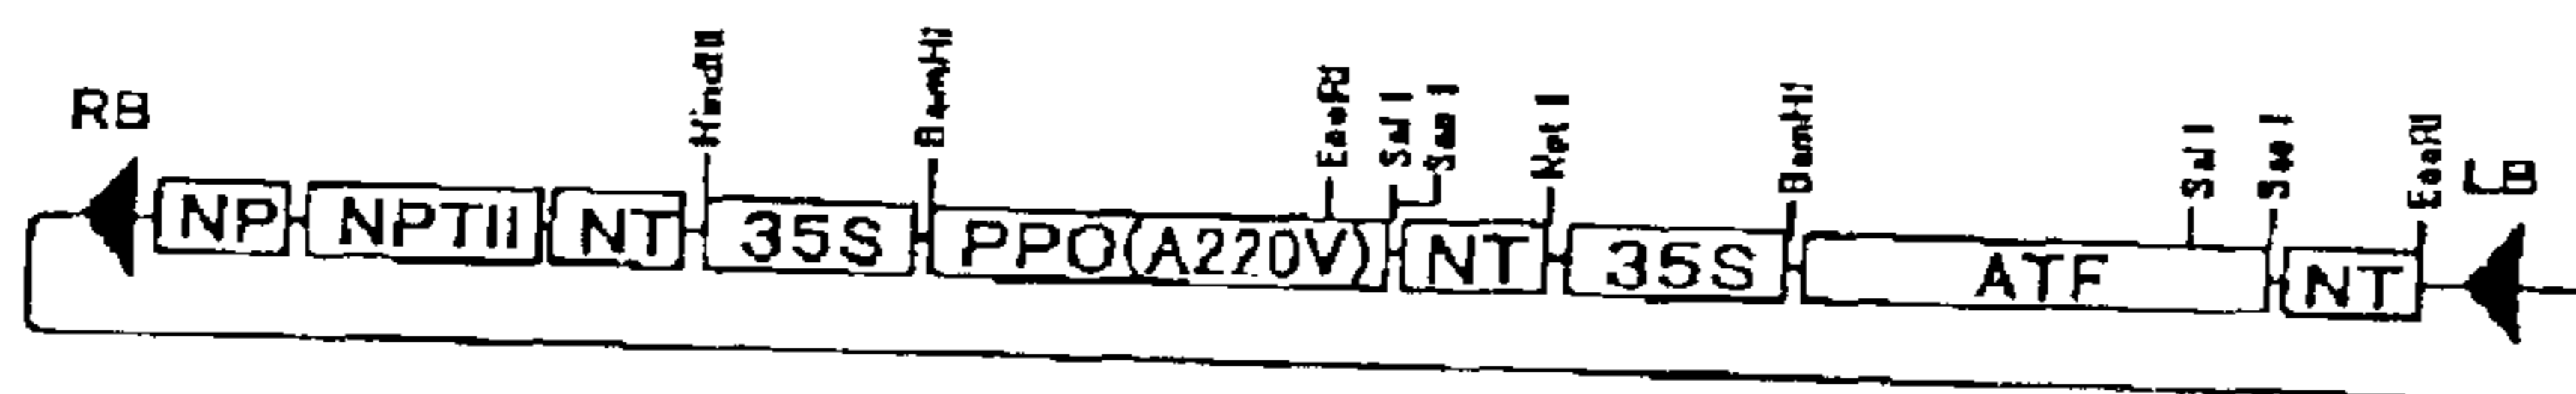 RB
HindIII
BamHI
EcoRI
Sal I
Sac I
Not I
BamHI
Sal I
Sac I
EcoRI
LB
NP
NPTII
NT
35S
PPO(A220V)
NT
35S
ATF
NT